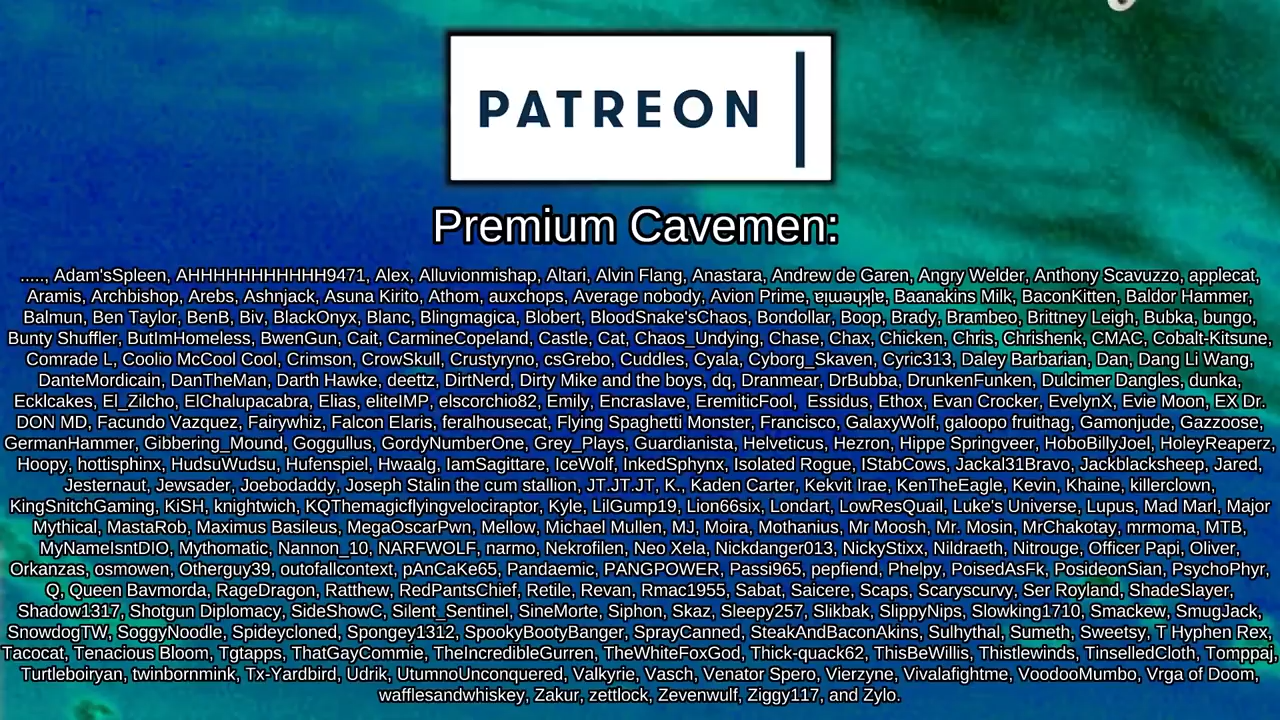 PATREON
Premium Cavemen:
....., Adam'sSpleen, AHHHHHHHHHHH9471, Alex, Alluvionmishap, Altari, Alvin Flang, Anastara, Andrew de Garen, Angry Welder, Anthony Scavuzzo, applecat,
Aramis, Archbishop, Arebs, Ashnjack, Asuna Kirito, Athom, auxchops, Average nobody, Avion Prime, ɐɯǝɥʞlɐ, Baanakins Milk, BaconKitten, Baldor Hammer,
Balmun, Ben Taylor, BenB, Biv, BlackOnyx, Blanc, Blingmagica, Blobert, BloodSnake'sChaos, Bondollar, Boop, Brady, Brambeo, Brittney Leigh, Bubka, bungo,
Bunty Shuffler, ButImHomeless, BwenGun, Cait, CarmineCopeland, Castle, Cat, Chaos_Undying, Chase, Chax, Chicken, Chris, Chrishenk, CMAC, Cobalt-Kitsune,
Comrade L, Coolio McCool Cool, Crimson, CrowSkull, Crustyryno, csGrebo, Cuddles, Cyala, Cyborg_Skaven, Cyric313, Daley Barbarian, Dan, Dang Li Wang,
DanteMordicain, DanTheMan, Darth Hawke, deettz, DirtNerd, Dirty Mike and the boys, dq, Dranmear, DrBubba, DrunkenFunken, Dulcimer Dangles, dunka,
Ecklcakes, El_Zilcho, ElChalupacabra, Elias, eliteIMP, elscorchio82, Emily, Encraslave, EremiticFool, Essidus, Ethox, Evan Crocker, EvelynX, Evie Moon, EX Dr.
DON MD, Facundo Vazquez, Fairywhiz, Falcon Elaris, feralhousecat, Flying Spaghetti Monster, Francisco, GalaxyWolf, galoopo fruithag, Gamonjude, Gazzoose,
GermanHammer, Gibbering_Mound, Goggullus, GordyNumberOne, Grey_Plays, Guardianista, Helveticus, Hezron, Hippe Springveer, HoboBillyJoel, HoleyReaperz,
Hoopy, hottisphinx, HudsuWudsu, Hufenspiel, Hwaalg, IamSagittare, IceWolf, InkedSphynx, Isolated Rogue, IStabCows, Jackal31Bravo, Jackblacksheep, Jared,
Jesternaut, Jewsader, Joebodaddy, Joseph Stalin the cum stallion, JT.JT.JT, K., Kaden Carter, Kekvit Irae, KenTheEagle, Kevin, Khaine, killerclown,
KingSnitchGaming, KiSH, knightwich, KQThemagicflyingvelociraptor, Kyle, LilGump19, Lion66six, Londart, LowResQuail, Luke's Universe, Lupus, Mad Marl, Major
Mythical, MastaRob, Maximus Basileus, MegaOscarPwn, Mellow, Michael Mullen, MJ, Moira, Mothanius, Mr Moosh, Mr. Mosin, MrChakotay, mrmoma, MTB,
MyNameIsntDIO, Mythomatic, Nannon_10, NARFWOLF, narmo, Nekrofilen, Neo Xela, Nickdanger013, NickyStixx, Nildraeth, Nitrouge, Officer Papi, Oliver,
Orkanzas, osmowen, Otherguy39, outofallcontext, pAnCaKe65, Pandaemic, PANGPOWER, Passi965, pepfiend, Phelpy, PoisedAsFk, PosideonSian, PsychoPhyr,
Q, Queen Bavmorda, RageDragon, Ratthew, RedPantsChief, Retile, Revan, Rmac1955, Sabat, Saicere, Scaps, Scaryscurvy, Ser Royland, ShadeSlayer,
Shadow1317, Shotgun Diplomacy, SideShowC, Silent_Sentinel, SineMorte, Siphon, Skaz, Sleepy257, Slikbak, SlippyNips, Slowking1710, Smackew, SmugJack,
SnowdogTW, SoggyNoodle, Spideycloned, Spongey1312, SpookyBootyBanger, SprayCanned, SteakAndBaconAkins, Sulhythal, Sumeth, Sweetsy, T Hyphen Rex,
Tacocat, Tenacious Bloom, Tgtapps, ThatGayCommie, TheIncredibleGurren, TheWhiteFoxGod, Thick-quack62, ThisBeWillis, Thistlewinds, TinselledCloth, Tomppaj,
Turtleboiryan, twinbornmink, Tx-Yardbird, Udrik, UtumnoUnconquered, Valkyrie, Vasch, Venator Spero, Vierzyne, Vivalafightme, VoodooMumbo, Vrga of Doom,
wafflesandwhiskey, Zakur, zettlock, Zevenwulf, Ziggy117, and Zylo.